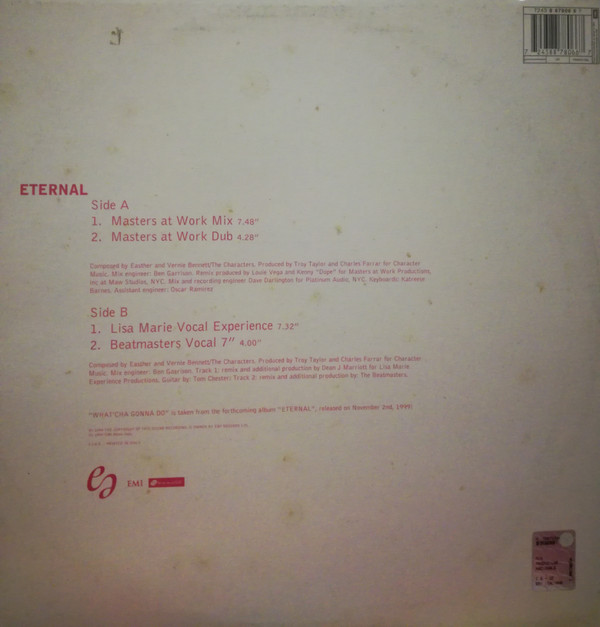 ETERNAL
Side A
1. Masters at Work Mix 7.48"
2. Masters at Work Dub 4.28"
Composed by Easther and Vernie Bennett/The Characters. Produced by Troy Taylor and Charles Farrar for Character
Music. Mix engineer: Ben Garrison. Remix produced by Louie Vega and Kenny "Dope" for Masters at Work Productions,
Inc at Main Studios, NYC. Mix and recording engineer: Dave Darlington for Platinum Audio, NYC. Keyboards: Katreese
Barnes. Assistant engineer: Oscar Ramirez
Side B
1. Lisa Marie Vocal Experience 7.32"
2. Beatmasters Vocal 7" 4.00"
Composed by Easther and Vernie Bennett/The Characters. Produced by Troy Taylor and Charles Farrar for Character
Music. Mix engineer: Ben Garrison. Track 1: remix and additional production by Dean J Marriott for Lisa Marie
Experience Productions. Guitar by: Tom Chester: Track 2: remix and additional production by: The Beatmasters.
"WHAT'CHA GONNA DO" is taken from the forthcoming album "ETERNAL", released on November 2nd, 1999!
EMI